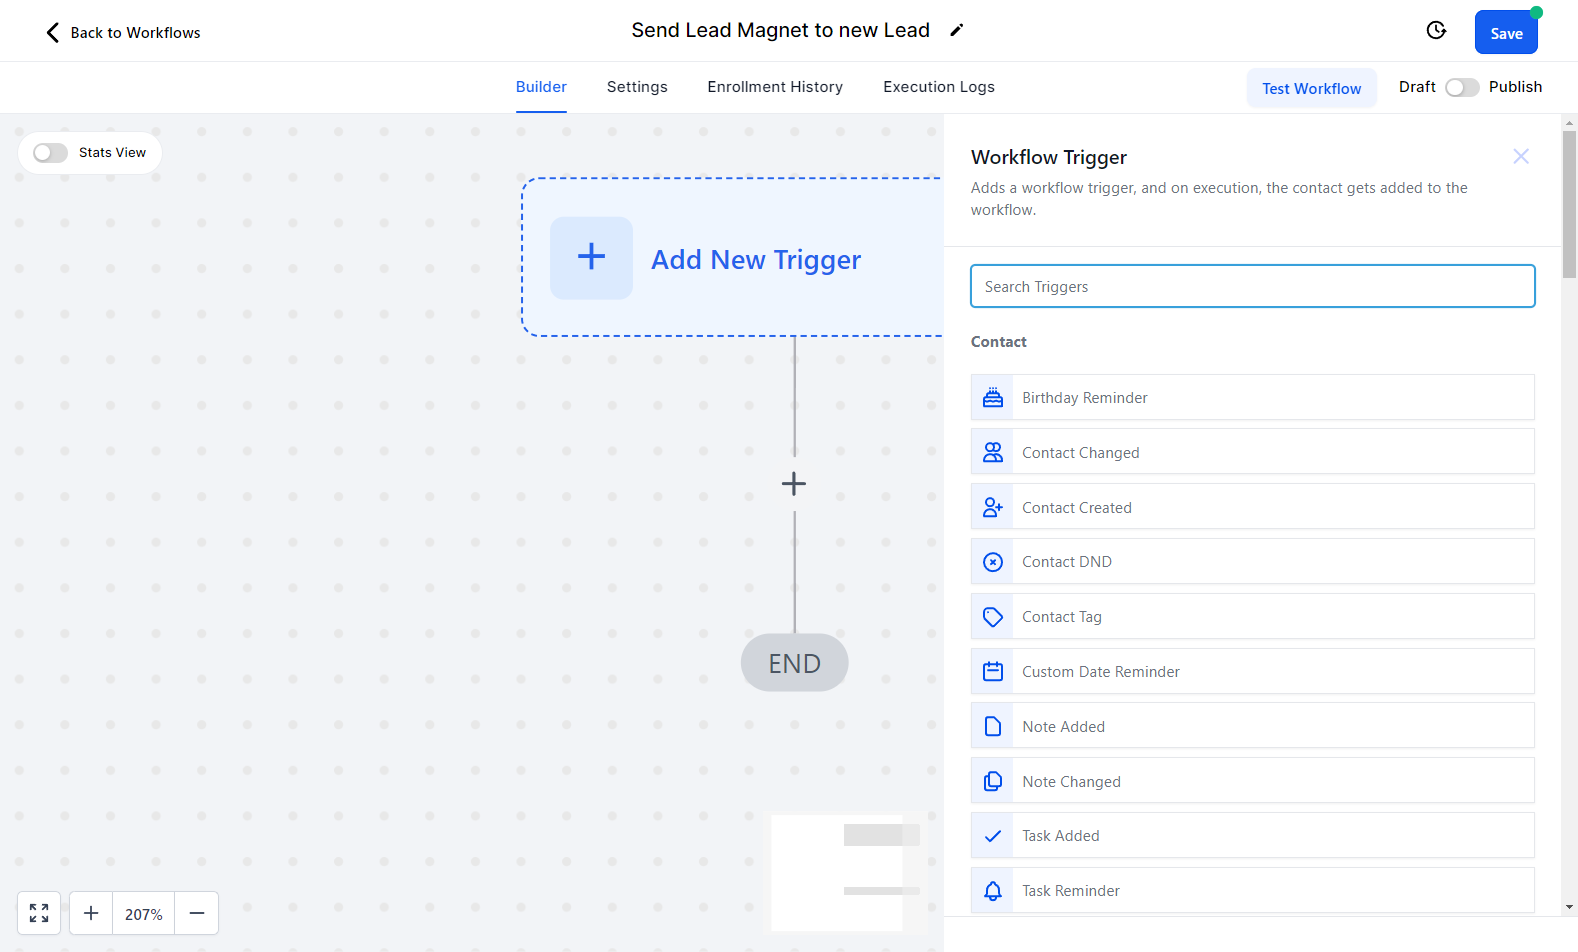 Back to Workflows
Send Lead Magnet to new Lead
Save
Builder
Settings
Enrollment History
Execution Logs
Test Workflow
Draft
Publish
Stats View
Add New Trigger
END
207%
Workflow Trigger
Adds a workflow trigger, and on execution, the contact gets added to the
workflow.
Search Triggers
Contact
Birthday Reminder
Contact Changed
Contact Created
Contact DND
Contact Tag
Custom Date Reminder
Note Added
Note Changed
Task Added
Task Reminder